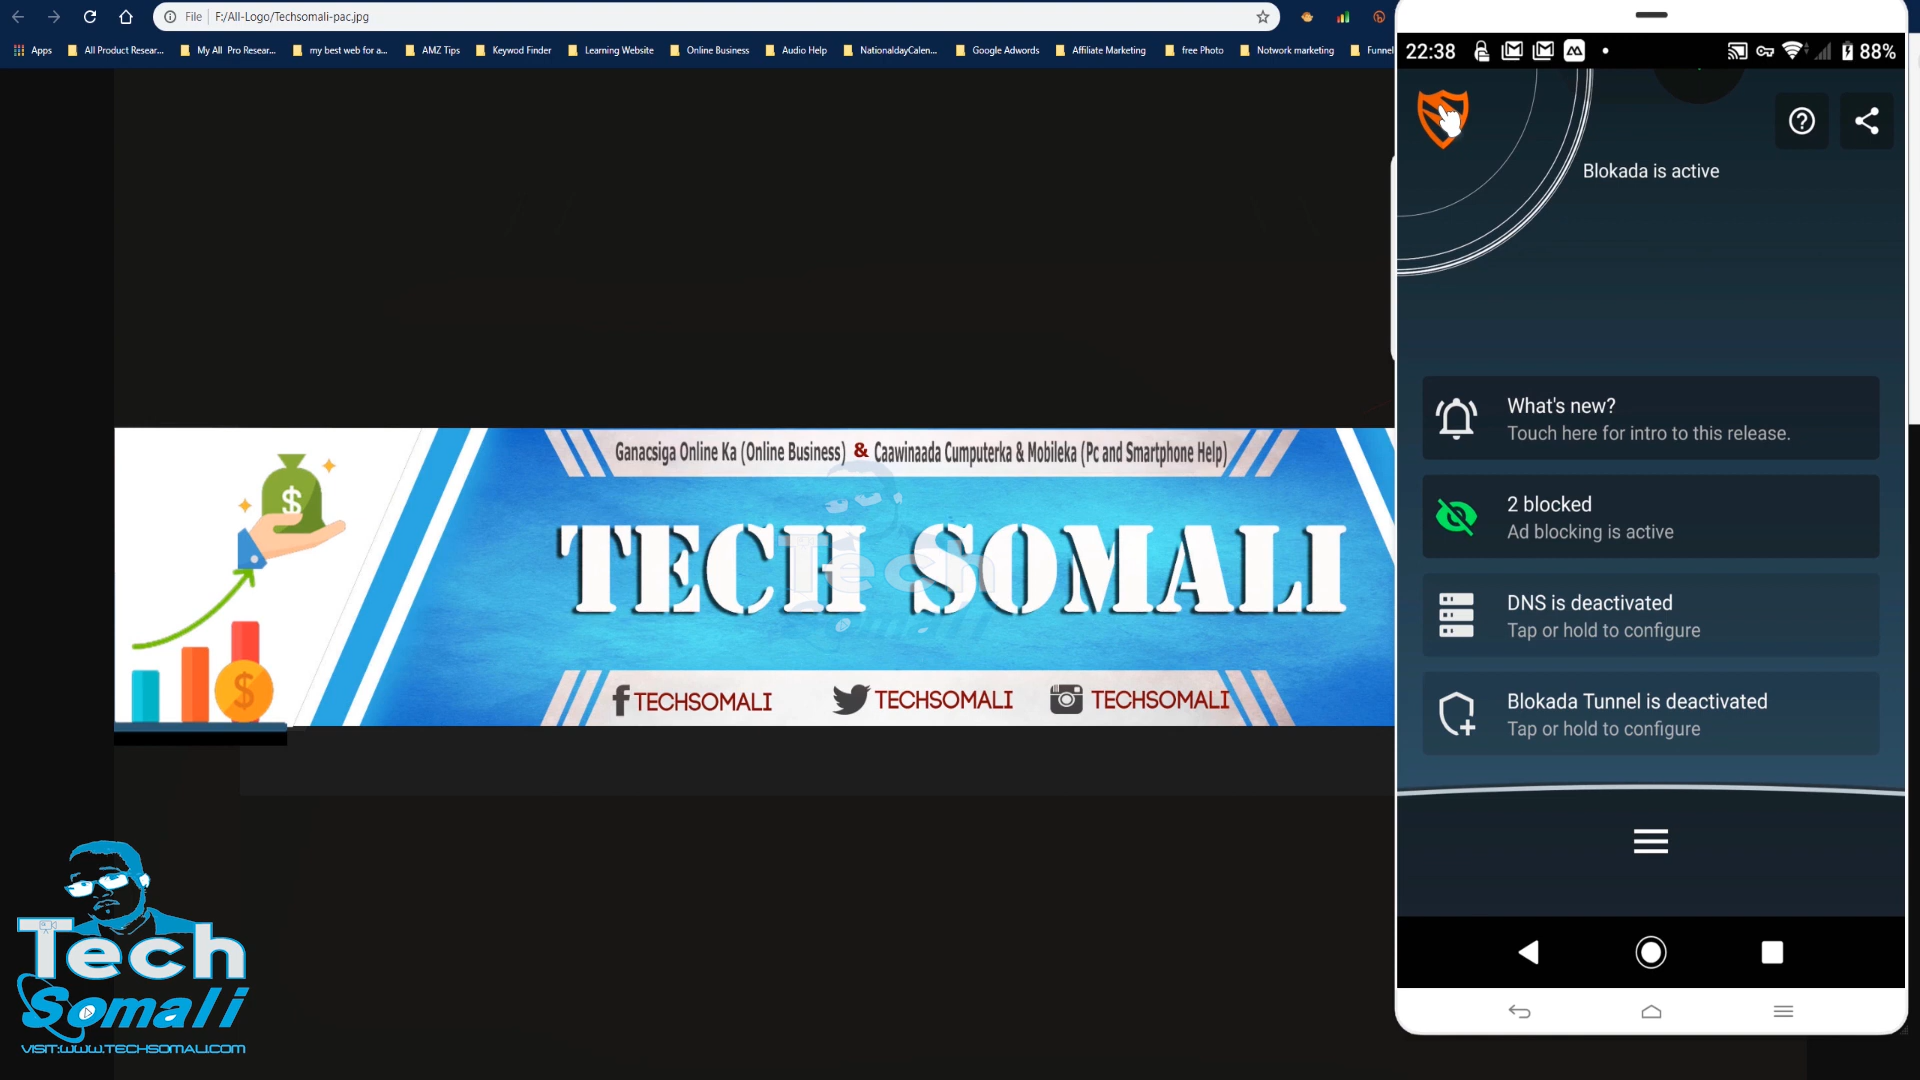 File
F:/All-Logo/Techsomali-pac.jpg
Apps
All Product Resear...
My All Pro Resear...
my best web for a...
AMZ Tips
Keywod Finder
Learning Website
Online Business
Audio Help
NationaldayCalen...
Google Adwords
Affiliate Marketing
free Photo
Notwork marketing
Funnel
Ganacsiga Online Ka (Online Business) & Caawinaada Cumputerka & Mobileka (Pc and Smartphone Help)
TECH SOMALI
Tech
Somali
TECHSOMALI
TECHSOMALI
TECHSOMALI
Tech
Somali
VISIT:WWW.TECHSOMALI.COM
22:38
88%
Blokada is active
What's new?
Touch here for intro to this release.
2 blocked
Ad blocking is active
DNS is deactivated
Tap or hold to configure
Blokada Tunnel is deactivated
Tap or hold to configure